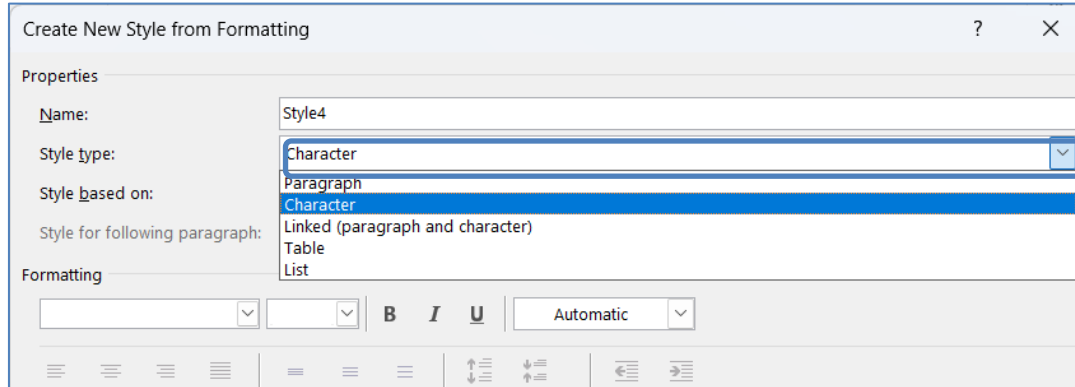 Create New Style from Formatting ? ×
Properties
Name: Style4
Style type: Character
Paragraph
Style based on:
Character
Linked (paragraph and character)
Style for following paragraph:
Table
List
Formatting
B I U Automatic